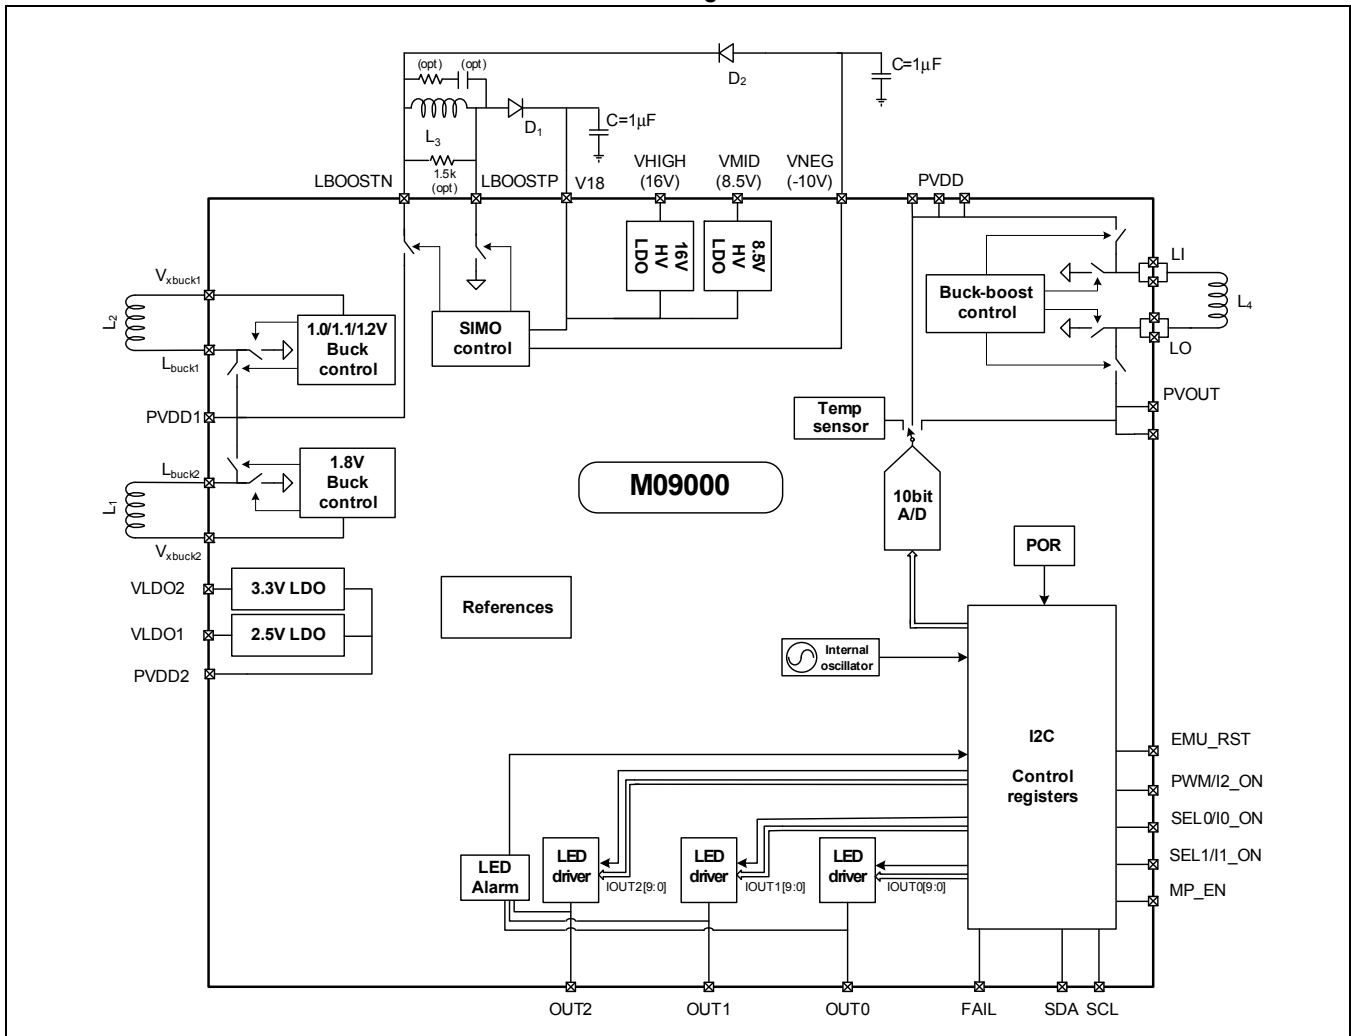 (opt) (opt)
D2
C=1µF
L3
D1
C=1µF
1.5k
(opt)
LBOOSTN
LBOOSTP
V18
VHIGH
(16V)
VMID
(8.5V)
VNEG
(-10V)
PVDD
16V
HV
LDO
8.5V
HV
LDO
Vxbuck1
L2
Lbuck1
1.0/1.1/1.2V
Buck
control
SIMO
control
Buck-boost
control
LI
L4
LO
PVDD1
PVOUT
Temp
sensor
Lbuck2
L1
Vxbuck2
1.8V
Buck
control
M09000
10bit
A/D
POR
VLDO2
3.3V LDO
VLDO1
2.5V LDO
PVDD2
References
Internal
oscillator
I2C
Control
registers
EMU_RST
PWM/I2_ON
SEL0/I0_ON
SEL1/I1_ON
MP_EN
LED
Alarm
LED
driver
IOUT2[9:0]
LED
driver
IOUT1[9:0]
LED
driver
IOUT0[9:0]
OUT2
OUT1
OUT0
FAIL
SDA
SCL